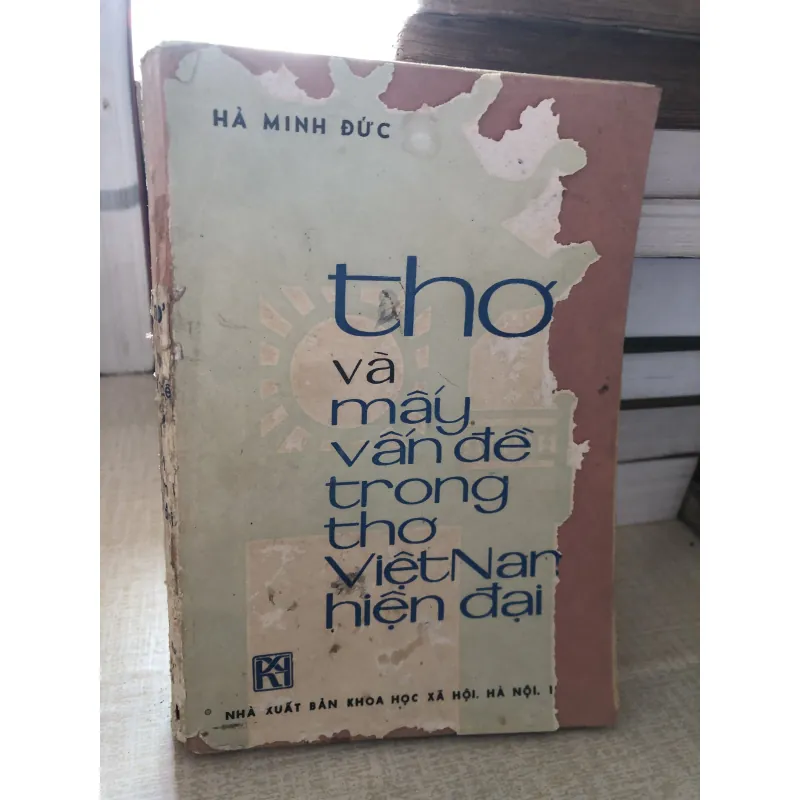 HÀ MINH ĐỨC
thơ
và
mấy
vấn đề
trong
thơ
Việt Nam
hiện đại
NHÀ XUẤT BẢN KHOA HỌC XÃ HỘI. HÀ NỘI. 1